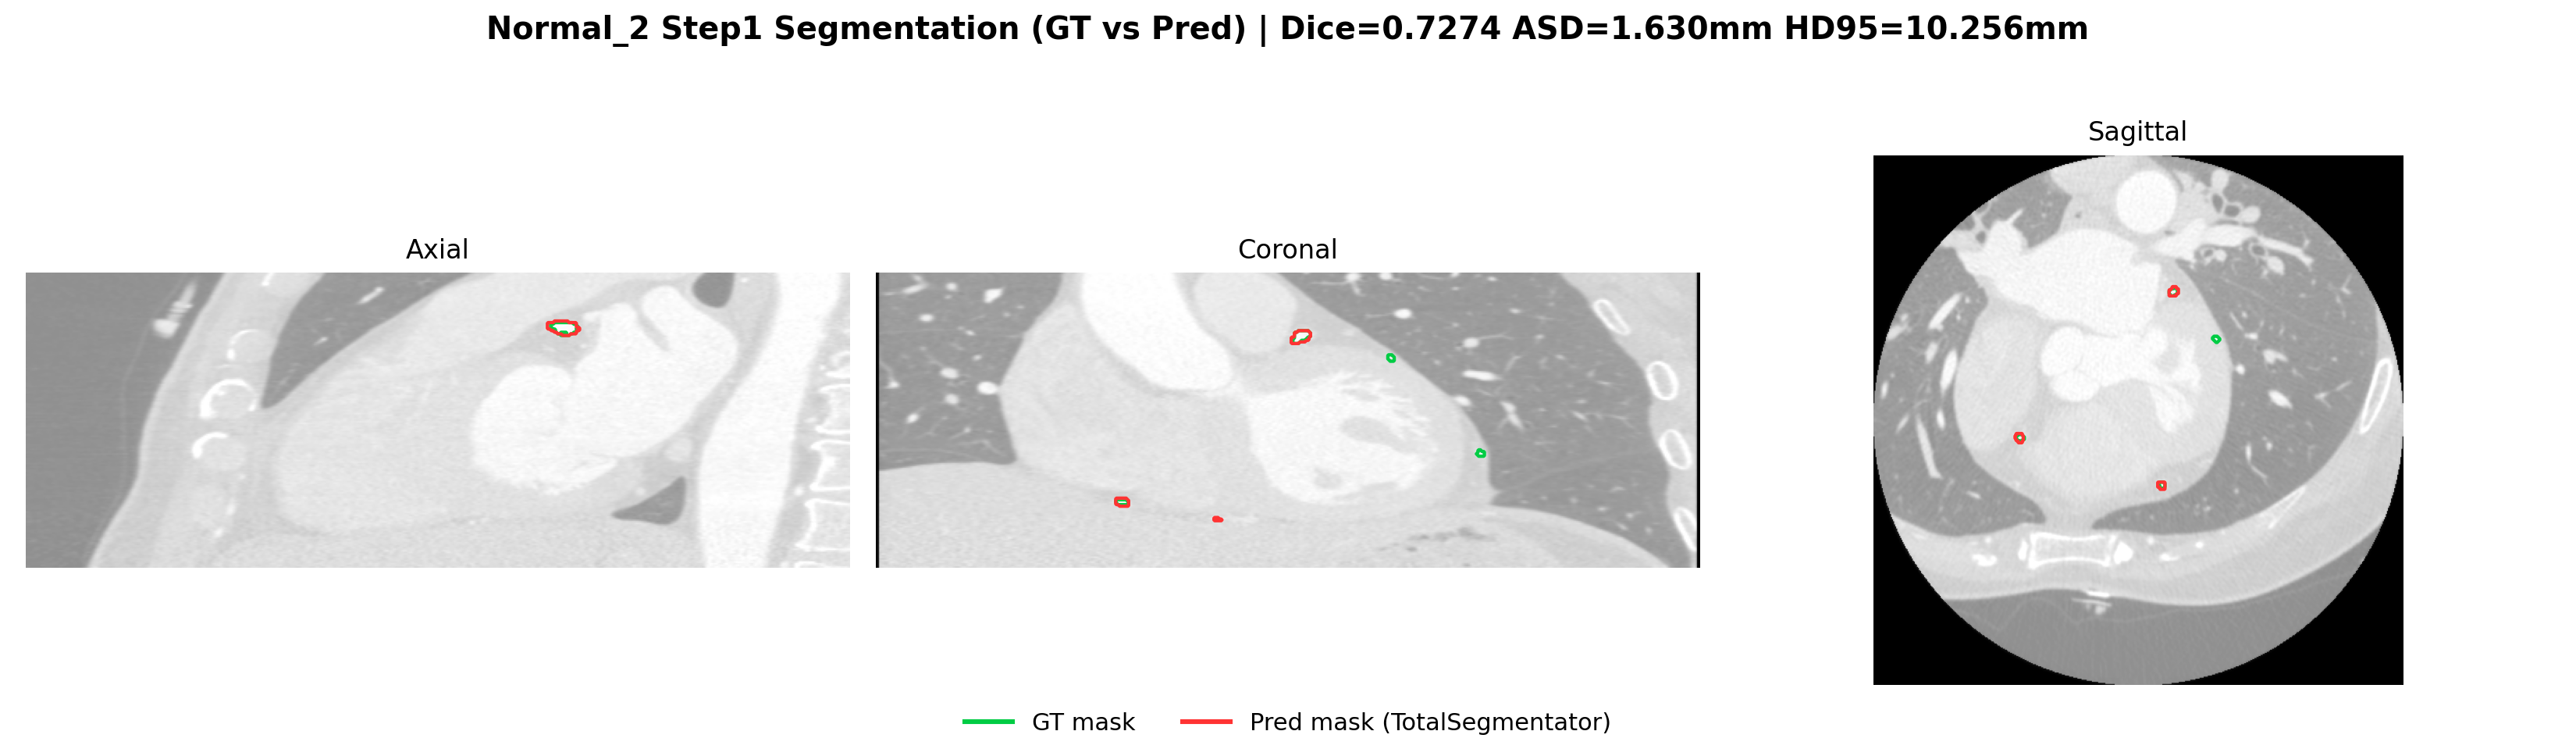 Normal_2 Step1 Segmentation (GT vs Pred) | Dice=0.7274 ASD=1.630mm HD95=10.256mm
Axial
Coronal
Sagittal
GT mask
Pred mask (TotalSegmentator)